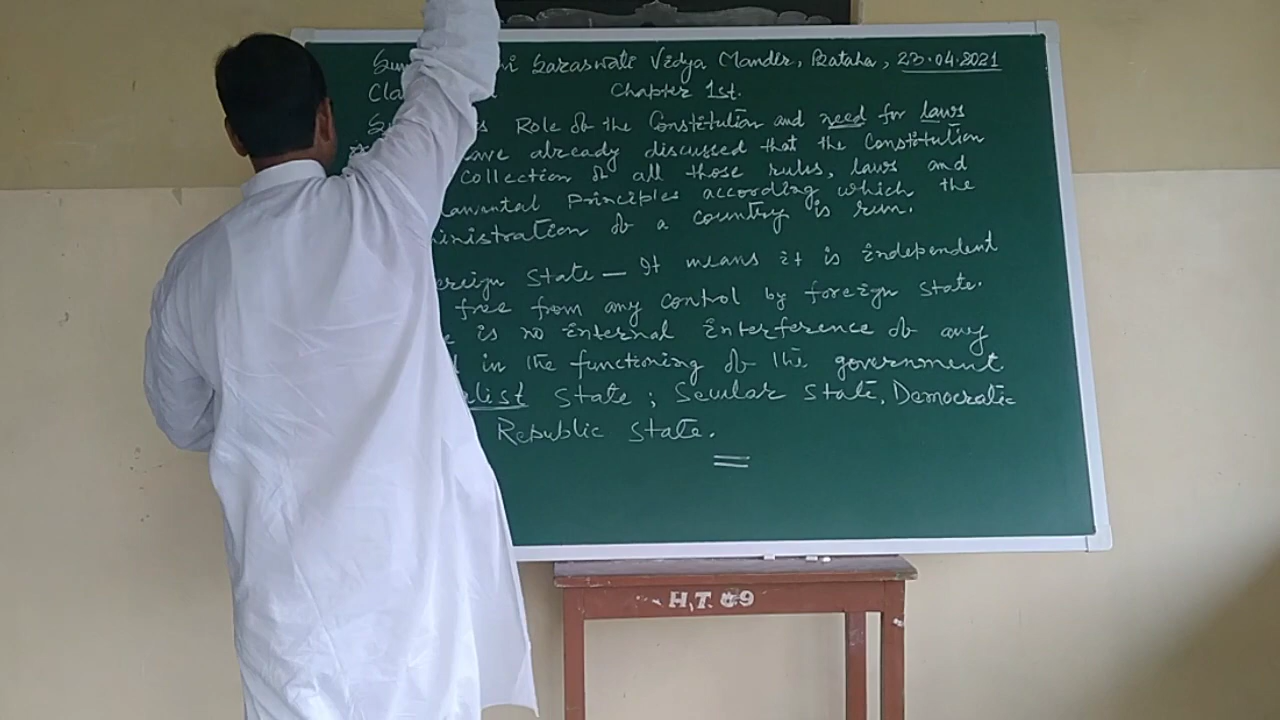 Saraswati Vidya Mandir, Barataha, 23.04.2021
Chapter 1st.
Role of the Constitution and need for laws
already discussed that the Constitution
collection of all those rules, laws and
Principles according which the
of a country is run.
State — It means it is independent
free from any control by foreign state.
is no internal interference of any
in the functioning of the government.
State ; Secular State, Democratic
Republic State.
H.T. 09